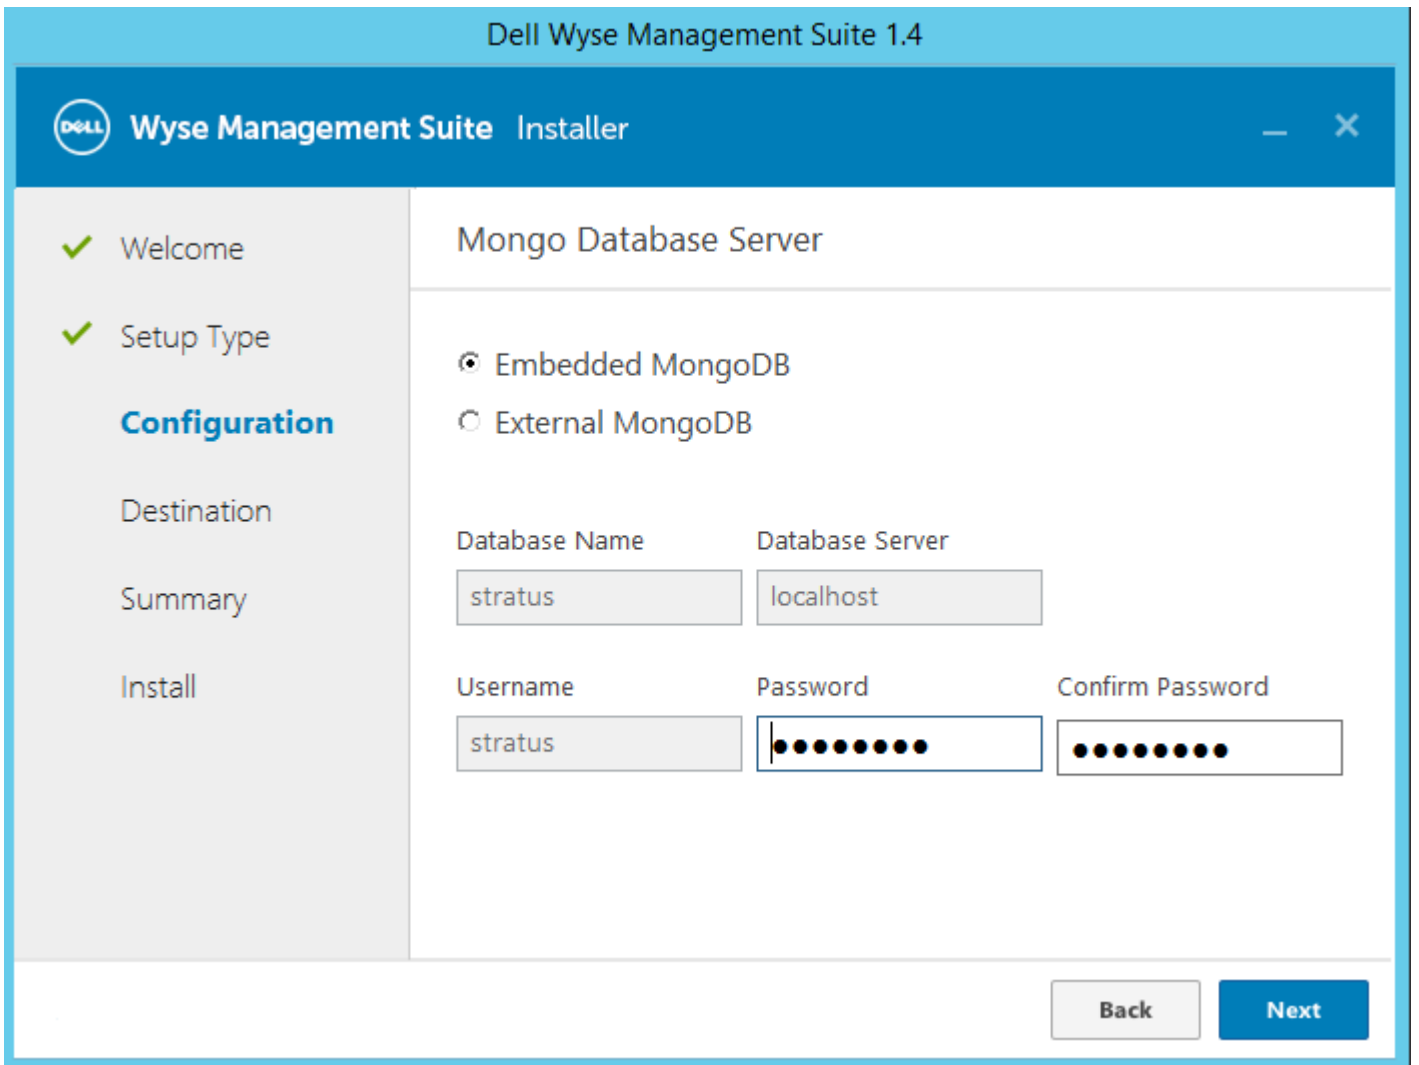 Dell Wyse Management Suite 1.4
DELL Wyse Management Suite Installer
Welcome
Setup Type
Configuration
Destination
Summary
Install
Mongo Database Server
Embedded MongoDB
External MongoDB
Database Name Database Server
stratus localhost
Username Password Confirm Password
stratus ●●●●●●●● ●●●●●●●●
Back Next